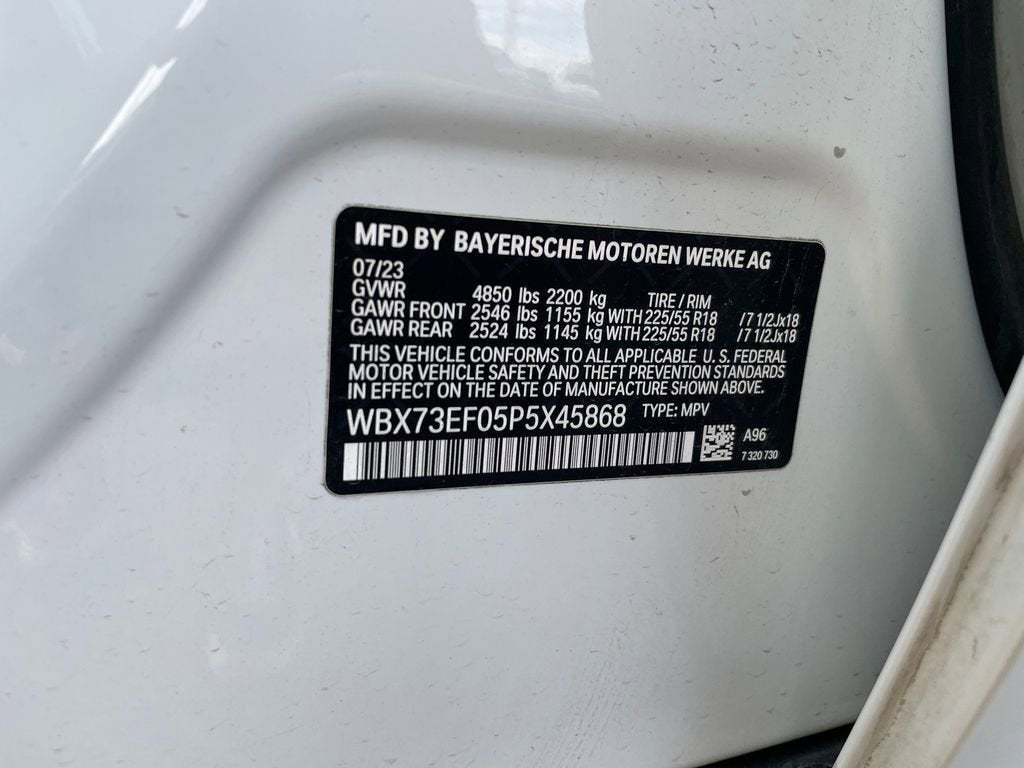 MFD BY BAYERISCHE MOTOREN WERKE AG
07/23
GVWR 4850 lbs 2200 kg TIRE / RIM
GAWR FRONT 2546 lbs 1155 kg WITH 225/55 R18 /7 1/2Jx18
GAWR REAR 2524 lbs 1145 kg WITH 225/55 R18 /7 1/2Jx18
THIS VEHICLE CONFORMS TO ALL APPLICABLE U. S. FEDERAL
MOTOR VEHICLE SAFETY AND THEFT PREVENTION STANDARDS
IN EFFECT ON THE DATE OF MANUFACTURE SHOWN ABOVE.
WBX73EF05P5X45868 TYPE: MPV
A96
7 320 730